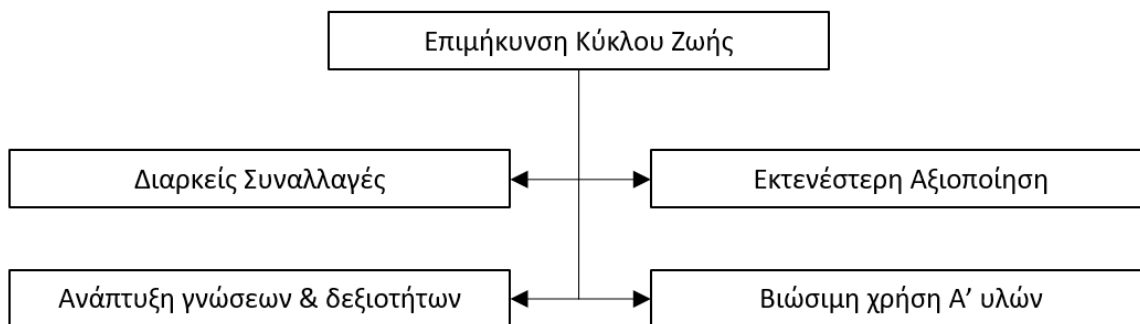 Επιμήκυνση Κύκλου Ζωής
Διαρκείς Συναλλαγές
Εκτενέστερη Αξιοποίηση
Ανάπτυξη γνώσεων & δεξιοτήτων
Βιώσιμη χρήση Α’ υλών